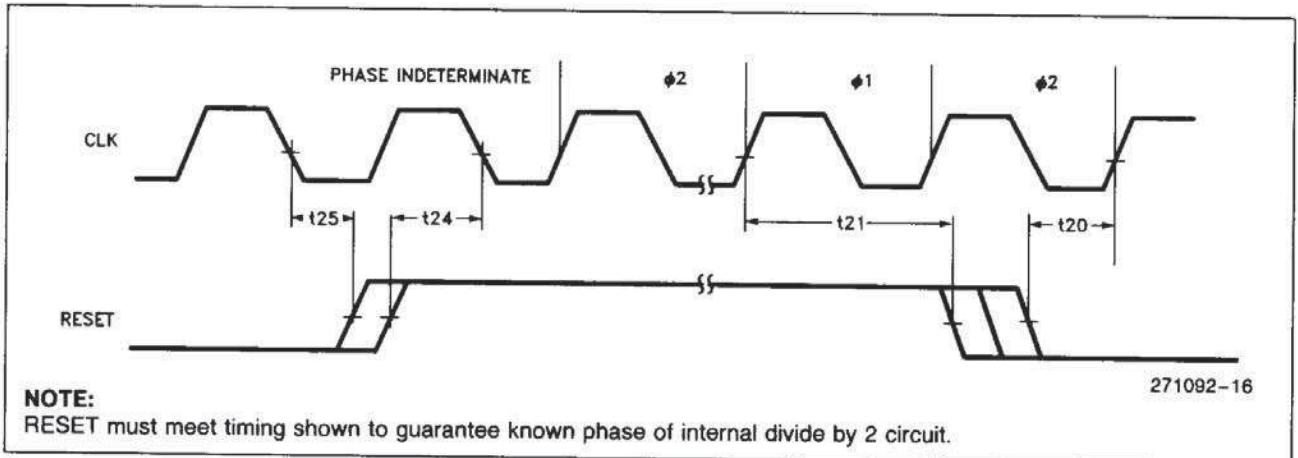 PHASE INDETERMINATE ϕ2 ϕ1 ϕ2
CLK
t25 t24 t21 t20
RESET
271092-16
NOTE:
RESET must meet timing shown to guarantee known phase of internal divide by 2 circuit.